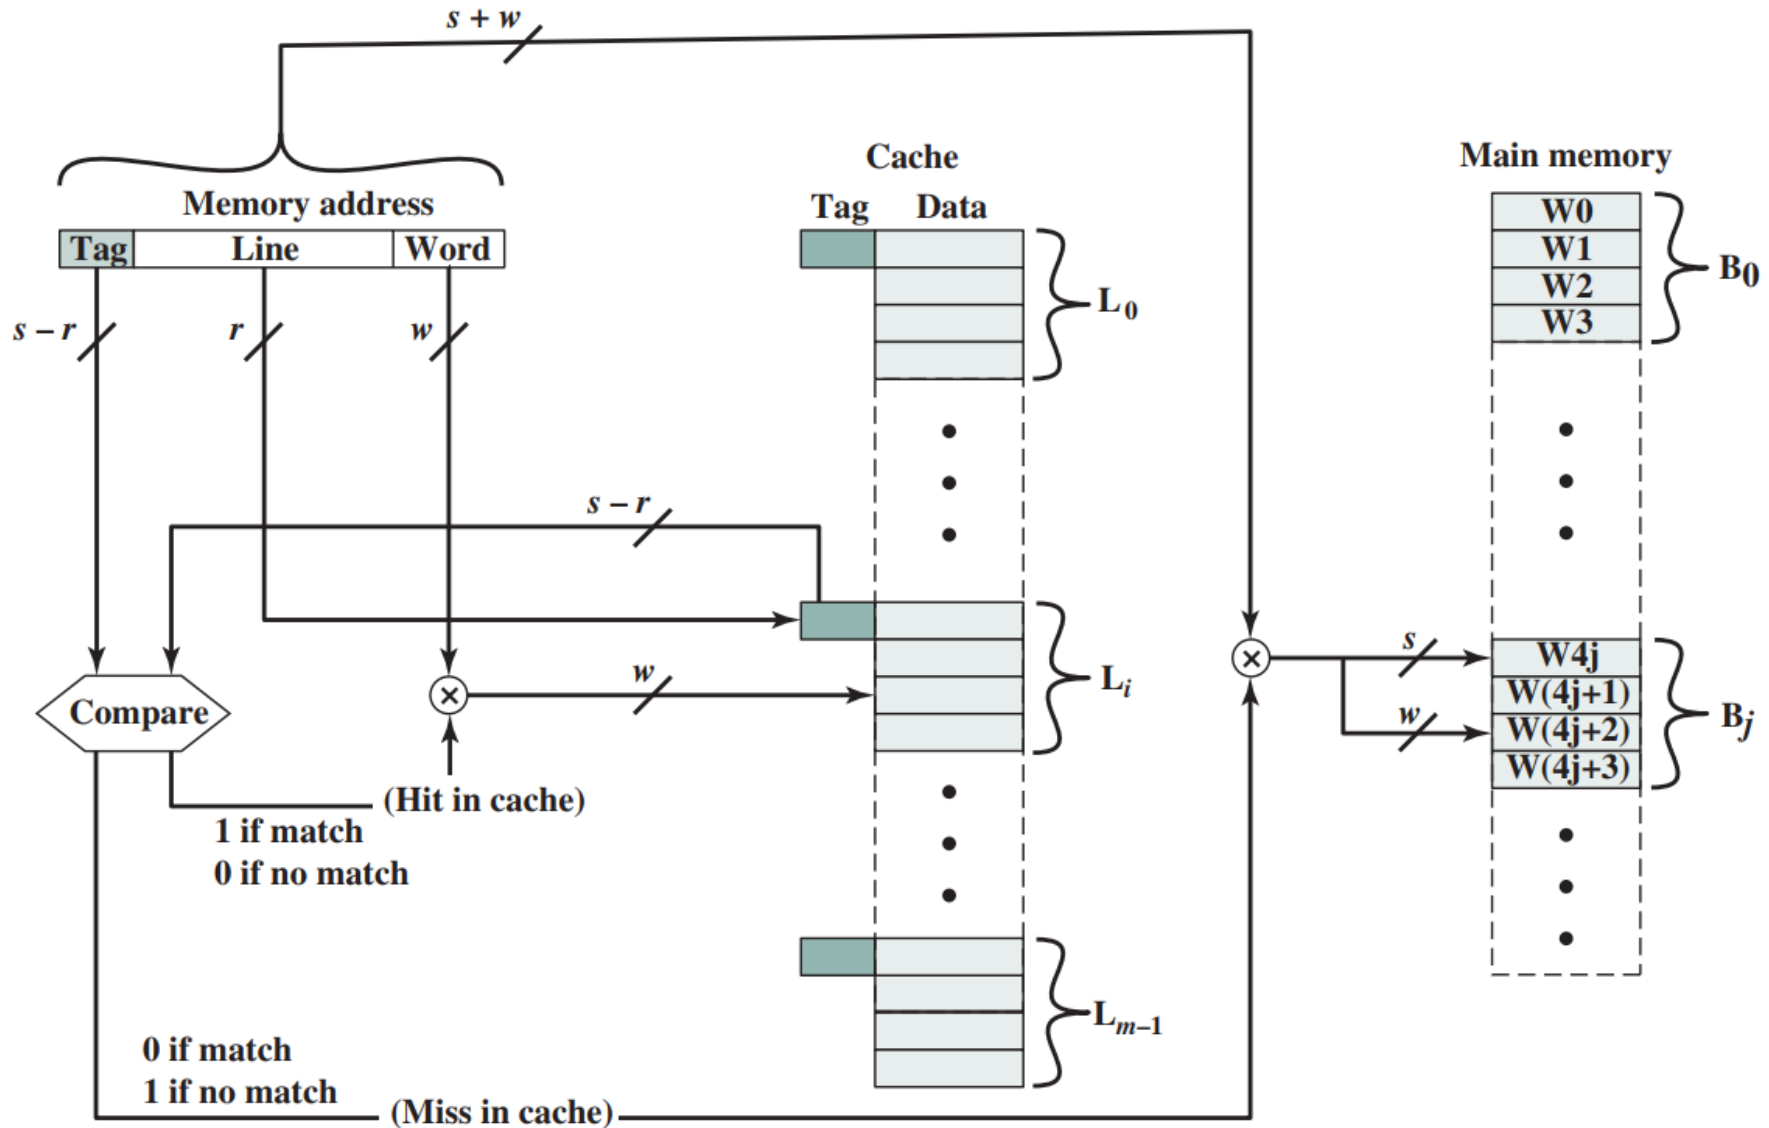 s + w
Cache
Main memory
Memory address
Tag Data
W0
Tag Line Word
W1
B0
W2
L0
W3
s – r
r
w
s – r
s
W4j
w
Li
W(4j+1)
Compare
w
W(4j+2)
Bj
W(4j+3)
(Hit in cache)
1 if match
0 if no match
Lm–1
0 if match
1 if no match
(Miss in cache)